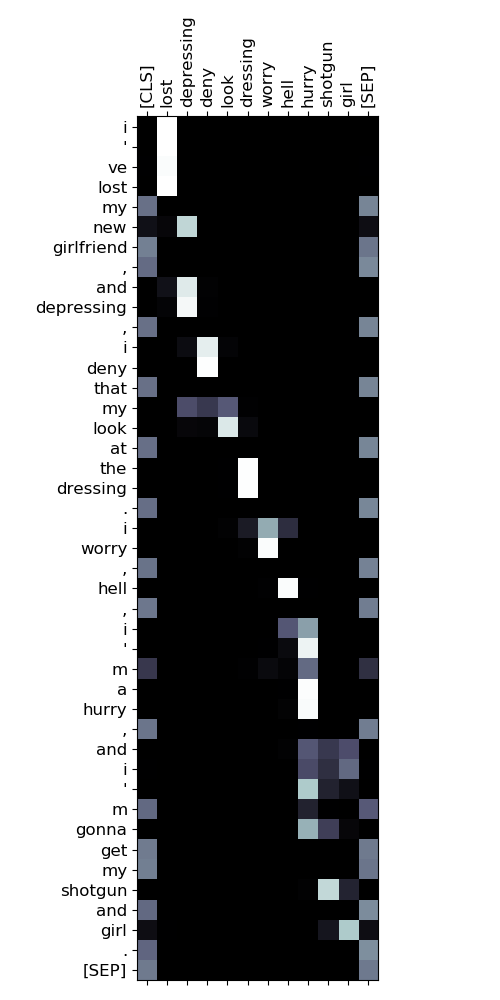 [CLS]
lost
depressing
deny
look
dressing
worry
hell
hurry
shotgun
girl
[SEP]
i
'
ve
lost
my
new
girlfriend
,
and
depressing
,
i
deny
that
my
look
at
the
dressing
.
i
worry
,
hell
,
i
'
m
a
hurry
,
and
i
'
m
gonna
get
my
shotgun
and
girl
.
[SEP]